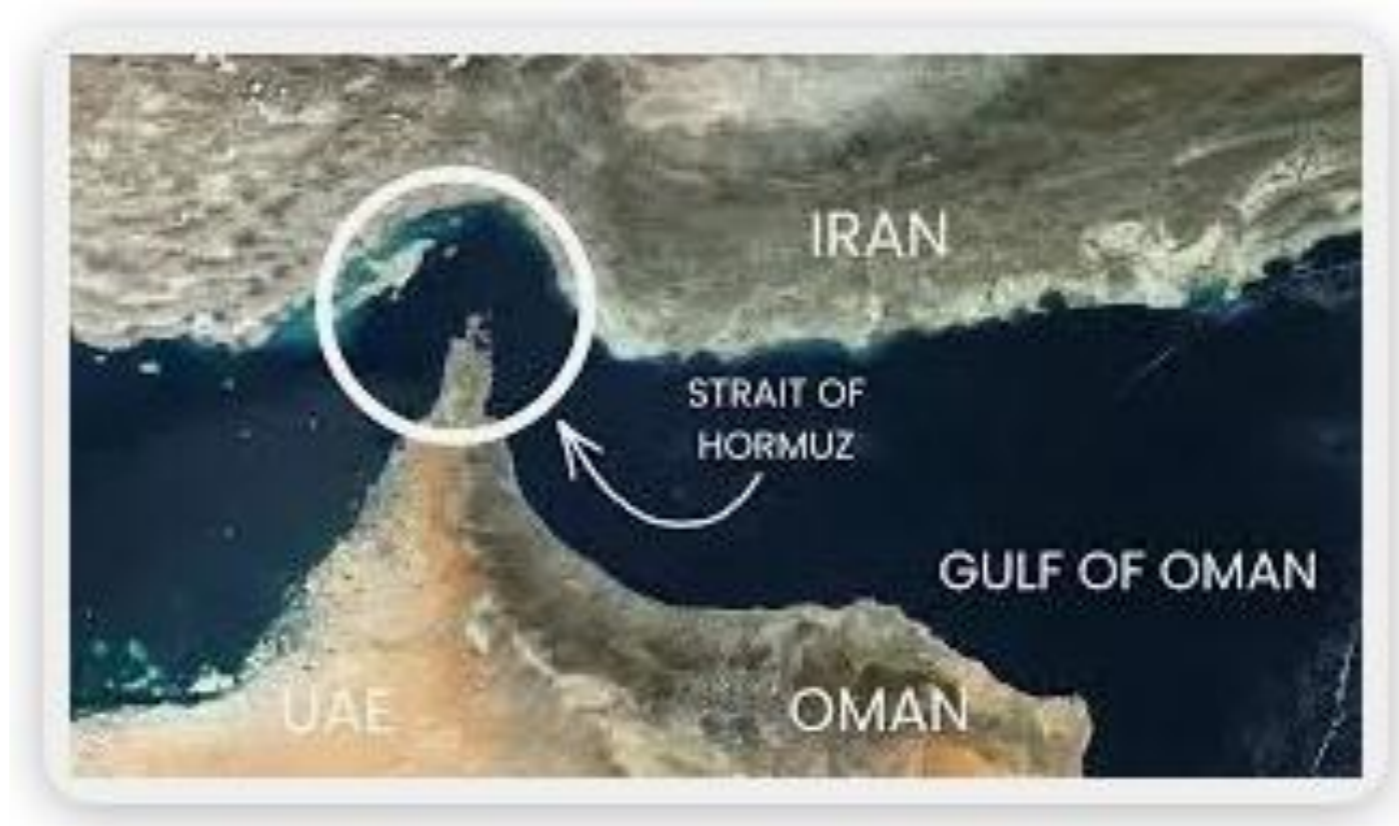 IRAN
STRAIT OF
HORMUZ
GULF OF OMAN
UAE
OMAN